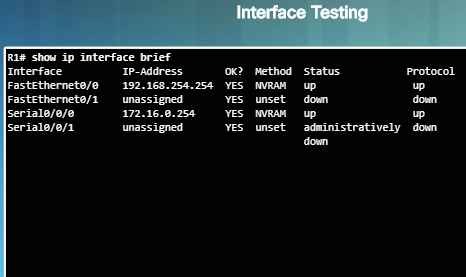 Interface Testing
R1# show ip interface brief
Interface IP-Address OK? Method Status Protocol
FastEthernet0/0 192.168.254.254 YES NVRAM up up
FastEthernet0/1 unassigned YES unset down down
Serial0/0/0 172.16.0.254 YES NVRAM up up
Serial0/0/1 unassigned YES unset administratively down
down